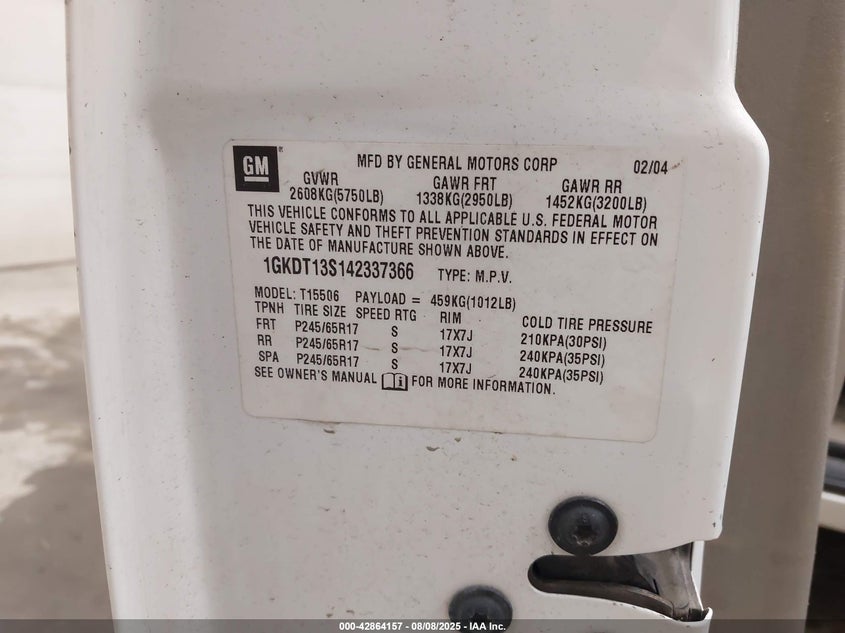 GM ® MFD BY GENERAL MOTORS CORP 02/04
GVWR GAWR FRT GAWR RR
2608KG(5750LB) 1338KG(2950LB) 1452KG(3200LB)
THIS VEHICLE CONFORMS TO ALL APPLICABLE U.S. FEDERAL MOTOR
VEHICLE SAFETY AND THEFT PREVENTION STANDARDS IN EFFECT ON
THE DATE OF MANUFACTURE SHOWN ABOVE.
1GKDT13S142337366 TYPE: M.P.V.
MODEL: T15506 PAYLOAD = 459KG(1012LB)
TPNH TIRE SIZE SPEED RTG RIM COLD TIRE PRESSURE
FRT P245/65R17 S 17X7J 210KPA(30PSI)
RR P245/65R17 S 17X7J 240KPA(35PSI)
SPA P245/65R17 S 17X7J 240KPA(35PSI)
SEE OWNER'S MANUAL FOR MORE INFORMATION.
000-42864157 - 08/08/2025 - IAA Inc.